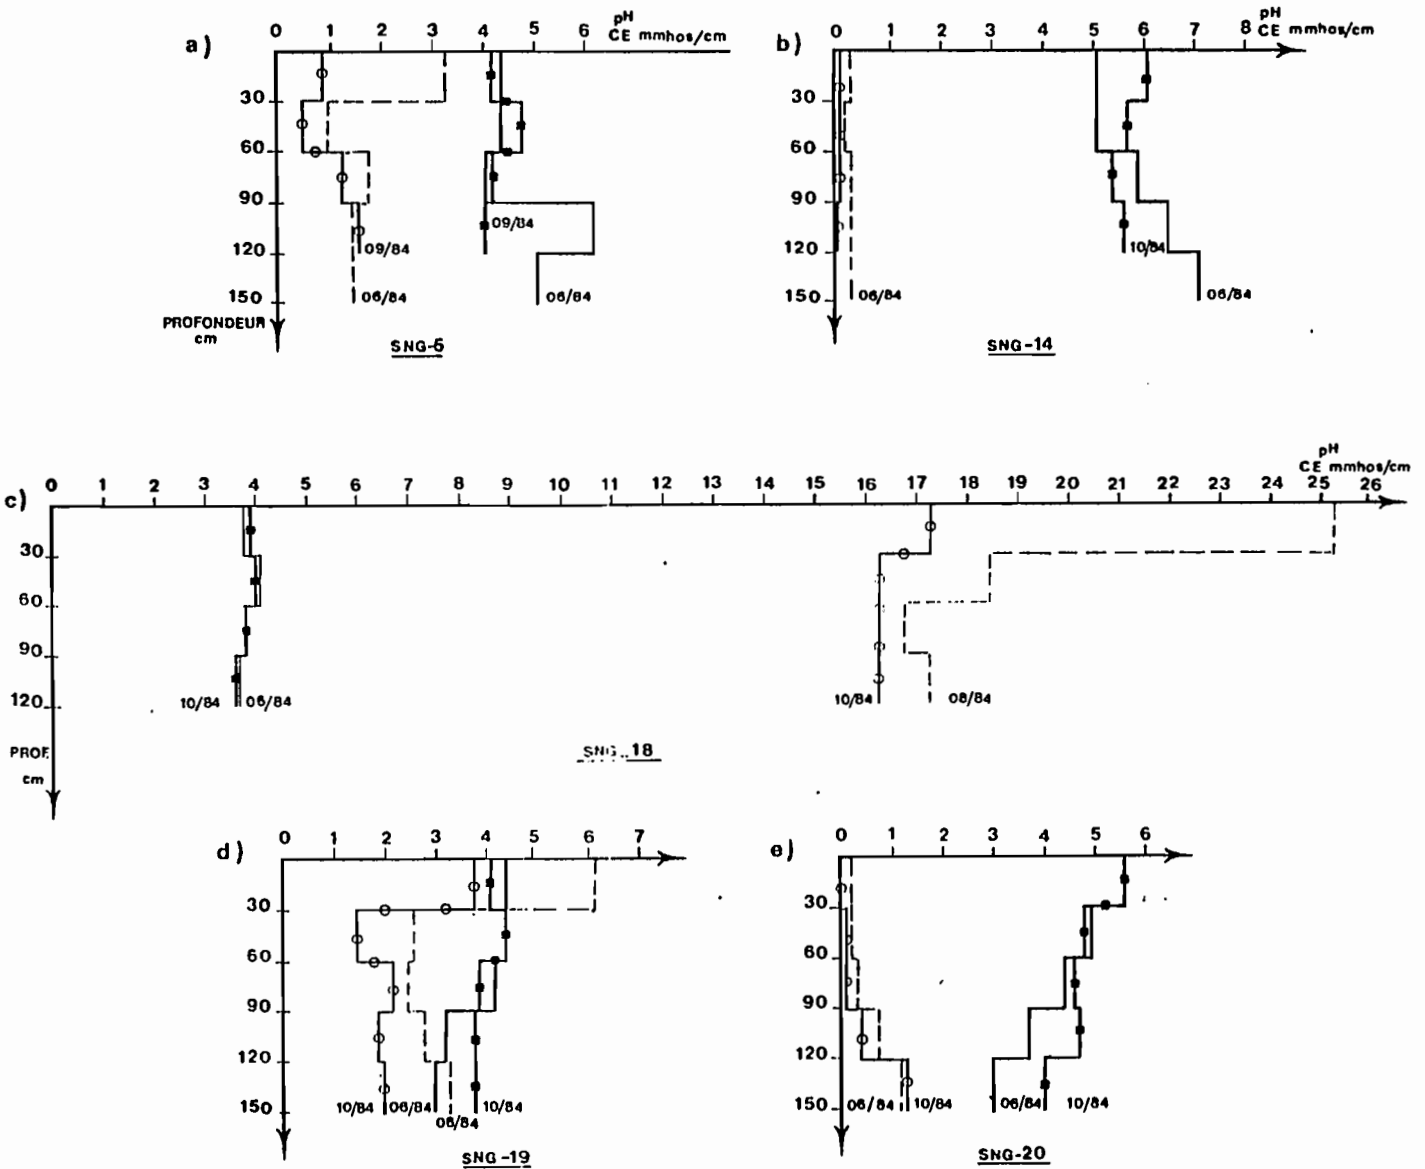 a)
0 1 2 3 4 5 6
pH
CE mmhos/cm
30
60
90
120
150
09/84
09/84
06/84
06/84
PROFONDEUR
cm
SNG-5
b)
0 1 2 3 4 5 6 7 8
pH
CE mmhos/cm
30
60
90
120
150
10/84
06/84
06/84
SNG-14
c)
0 1 2 3 4 5 6 7 8 9 10 11 12 13 14 15 16 17 18 19 20 21 22 23 24 25 26
pH
CE mmhos/cm
30
60
90
120
10/84 06/84
10/84 08/84
PROF.
cm
SNG-18
d)
0 1 2 3 4 5 6 7
30
60
90
120
150
10/84 06/84 10/84
06/84
SNG-19
e)
0 1 2 3 4 5 6
30
60
90
120
150
06/84 10/84 06/84 10/84
SNG-20